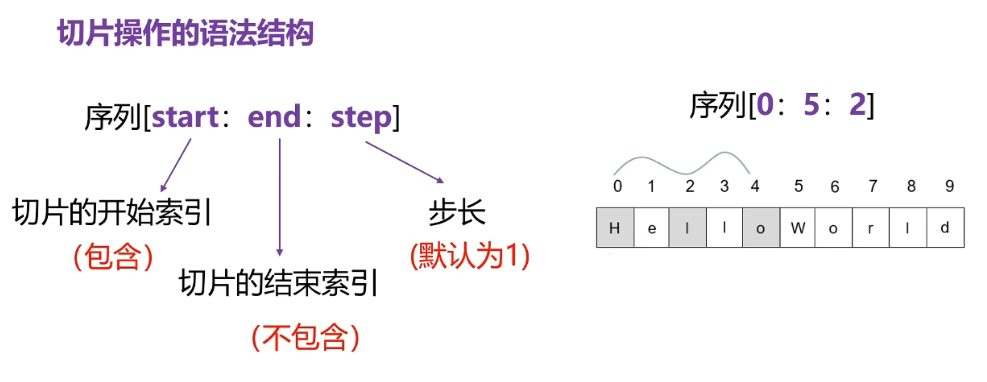 切片操作的语法结构
序列[start：end：step]
切片的开始索引
（包含）
切片的结束索引
（不包含）
步长
(默认为1)
序列[0：5：2]
0 1 2 3 4 5 6 7 8 9
H e l l o W o r l d